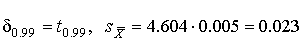 δ₀.₉₉ = t₀.₉₉, s_X̅ = 4.604 · 0.005 = 0.023